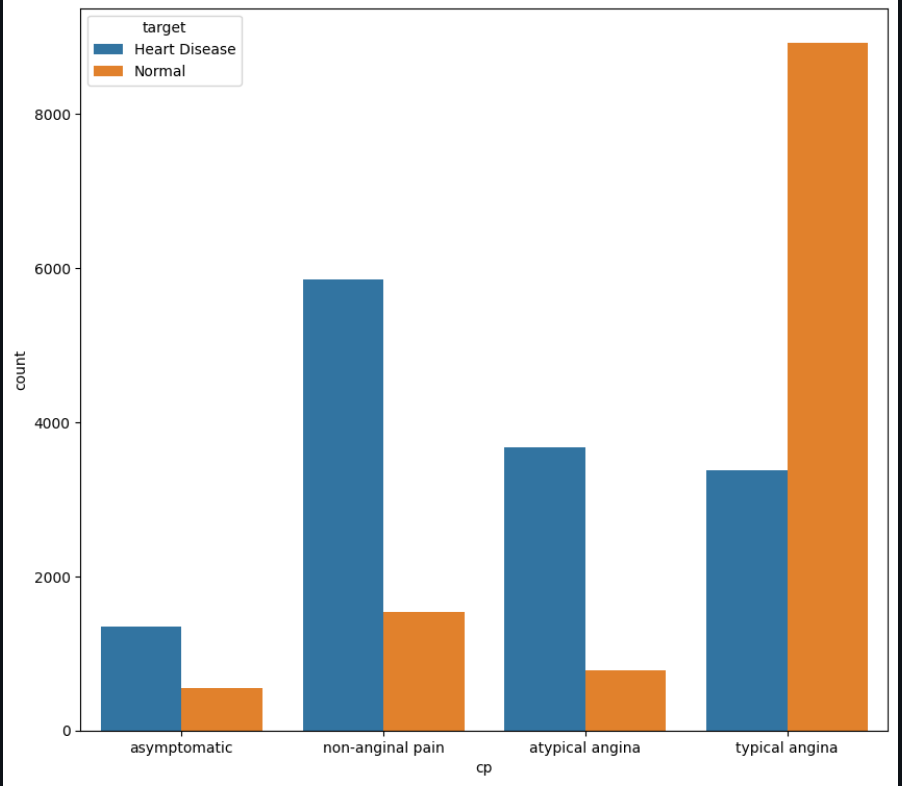 target
Heart Disease
Normal
8000
6000
4000
2000
0
count
asymptomatic non-anginal pain atypical angina typical angina
cp